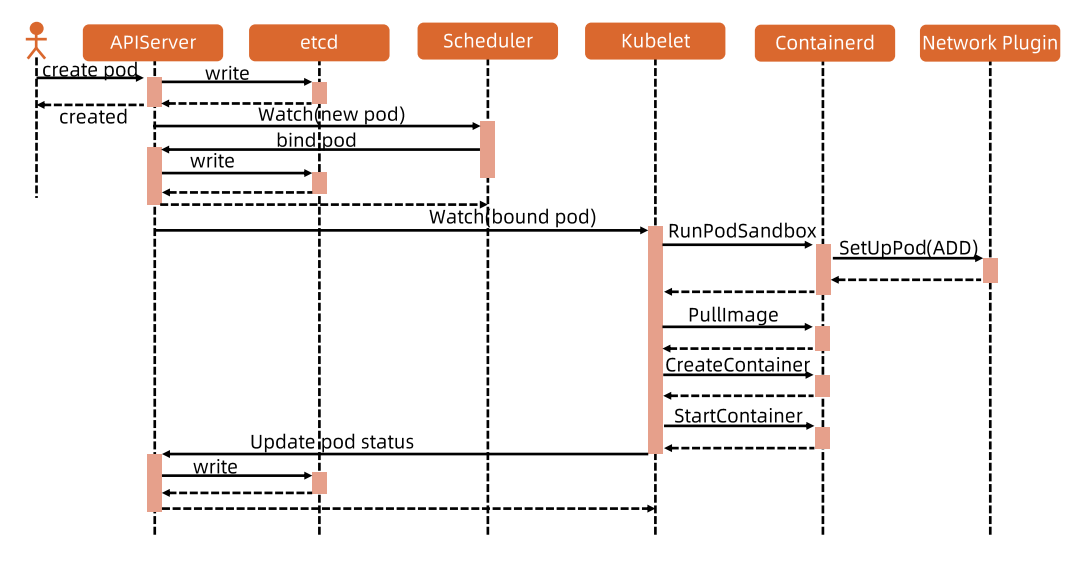 APIServer
etcd
Scheduler
Kubelet
Containerd
Network Plugin
create pod
write
created
Watch(new pod)
bind pod
write
Watch(bound pod)
RunPodSandbox
SetUpPod(ADD)
PullImage
CreateContainer
StartContainer
Update pod status
write